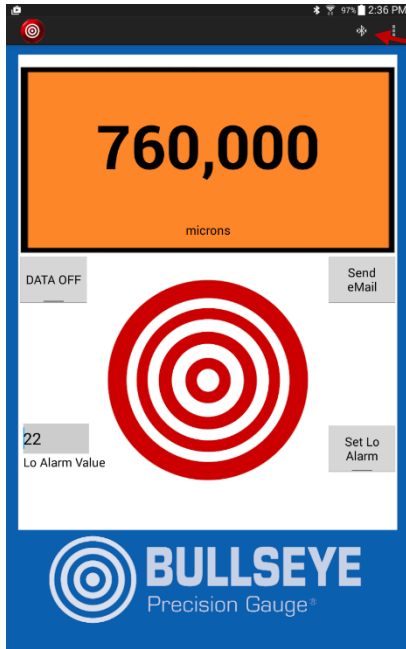 97% 2:36 PM
760,000
microns
DATA OFF
Send
eMail
22
Lo Alarm Value
Set Lo
Alarm
BULLSEYE
Precision Gauge®